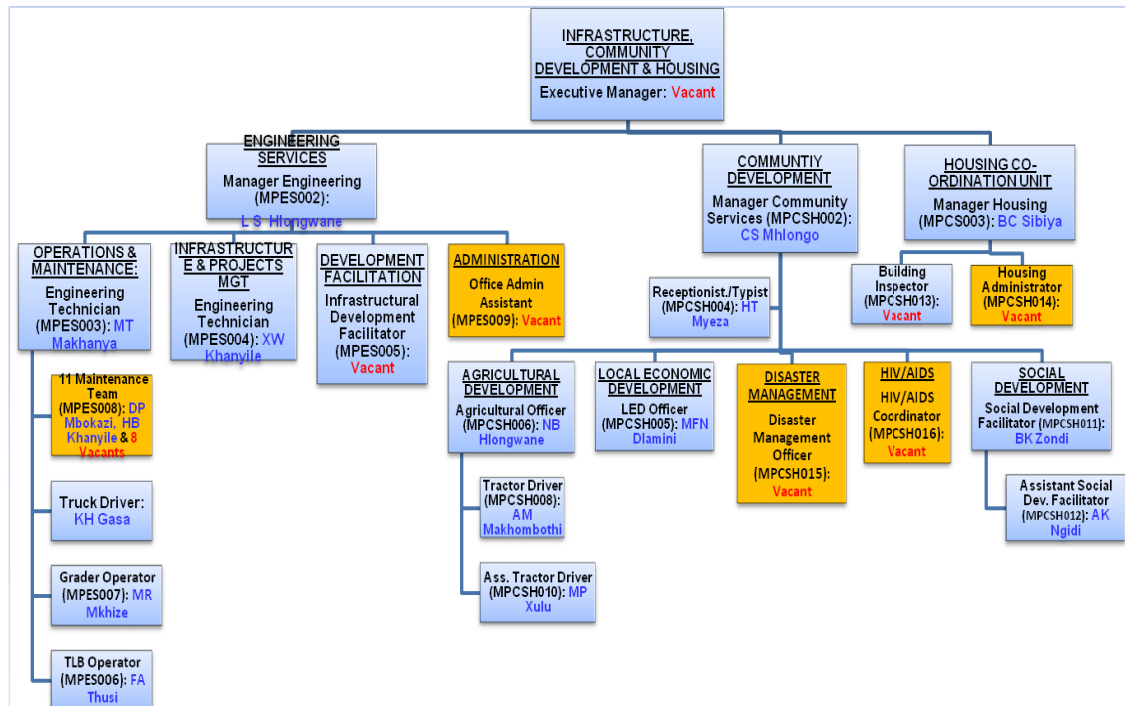 INFRASTRUCTURE,
COMMUNITY
DEVELOPMENT & HOUSING
Executive Manager: Vacant
ENGINEERING
SERVICES
Manager Engineering
(MPES002):
L S Hlongwane
COMMUNTIY
DEVELOPMENT
Manager Community
Services (MPCSH002):
CS Mhlongo
HOUSING CO-
ORDINATION UNIT
Manager Housing
(MPCS003): BC Sibiya
OPERATIONS &
MAINTENANCE:
Engineering
Technician
(MPES003): MT
Makhanya
INFRASTRUCTUR
E & PROJECTS
MGT
Engineering
Technician
(MPES004): XW
Khanyile
DEVELOPMENT
FACILITATION
Infrastructural
Development
Facilitator
(MPES005):
Vacant
ADMINISTRATION
Office Admin
Assistant
(MPES009): Vacant
Receptionist./Typist
(MPCSH004): HT
Myeza
Building
Inspector
(MPCSH013):
Vacant
Housing
Administrator
(MPCSH014):
Vacant
11 Maintenance
Team
(MPES008): DP
Mbokazi, HB
Khanyile & 8
Vacants
Truck Driver:
KH Gasa
Grader Operator
(MPES007): MR
Mkhize
TLB Operator
(MPES006): FA
Thusi
AGRICULTURAL
DEVELOPMENT
Agricultural Officer
(MPCSH006): NB
Hlongwane
LOCAL ECONOMIC
DEVELOPMENT
LED Officer
(MPCSH005): MFN
Dlamini
DISASTER
MANAGEMENT
Disaster
Management
Officer
(MPCSH015):
Vacant
HIV/AIDS
HIV/AIDS
Cucrdinator
(MPCSH016):
Vacant
SOCIAL
DEVELOPMENT
Social Development
Facilitator (MPCSH011):
BK Zondi
Tractor Driver
(MPCSH008):
AM
Makhombothi
Ass. Tractor Driver
(MPCSH010): MP
Xulu
Assistant Social
Dev. Facilitator
(MPCSH012): AK
Ngidi